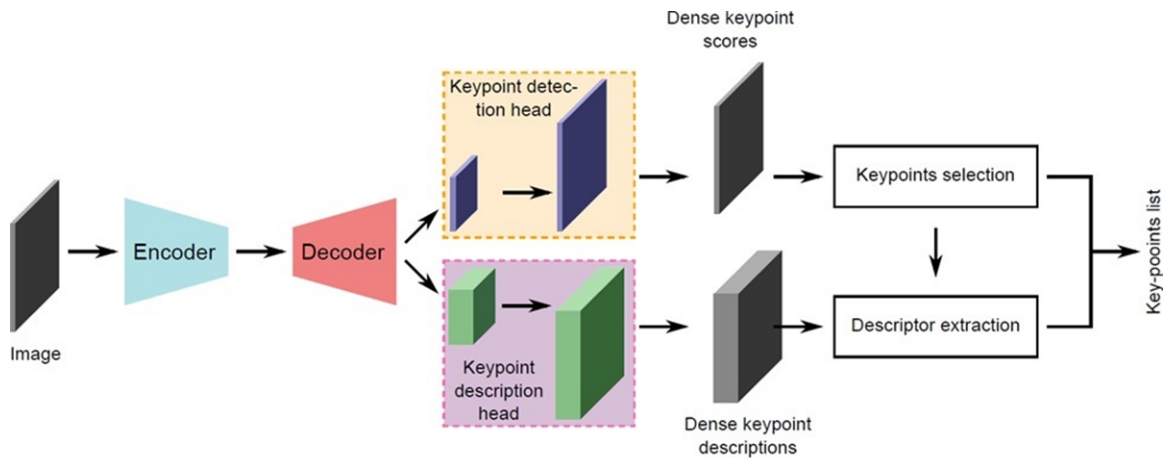 Dense keypoint
scores
Keypoint detec-
tion head
Keypoints selection
Encoder
Decoder
Image
Keypoint
description
head
Descriptor extraction
Dense keypoint
descriptions
Key-pooints list